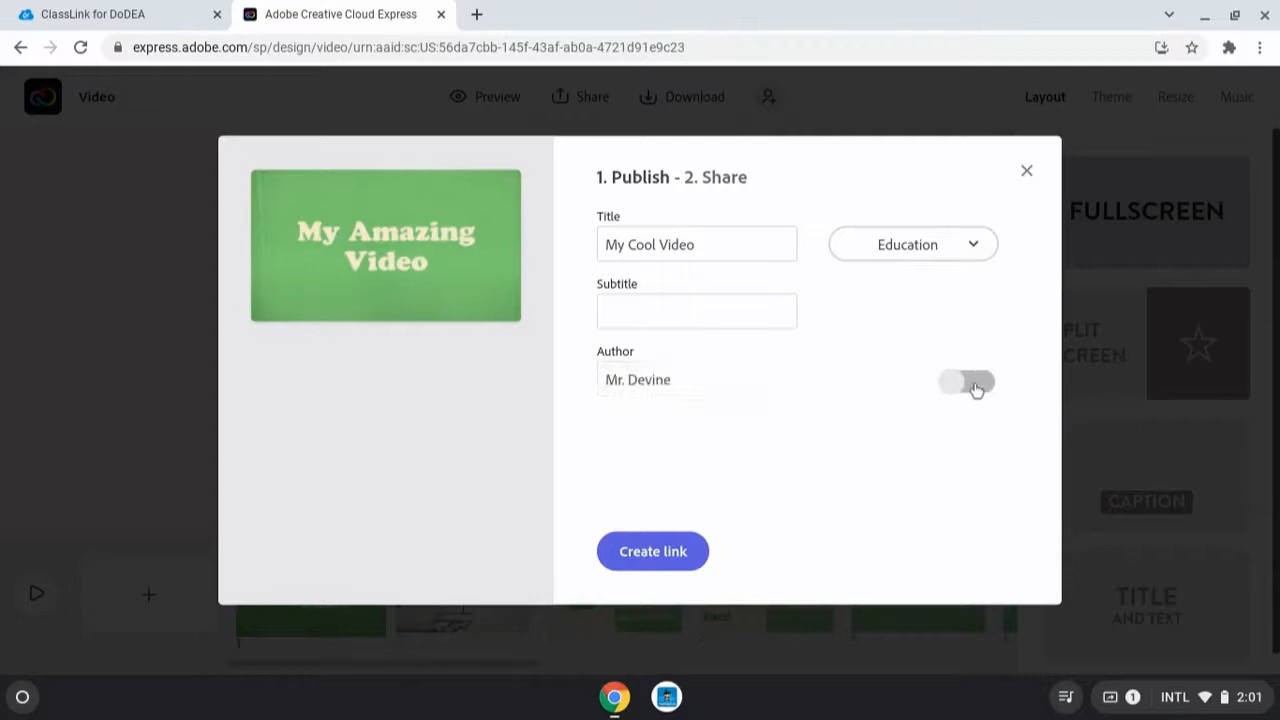 ClassLink for DoDEA
Adobe Creative Cloud Express
express.adobe.com/sp/design/video/urn:aaid:sc:US:56da7cbb-145f-43af-ab0a-4721d91e9c23
Video
Preview
Share
Download
Layout
Theme
Resize
Music
My Amazing
Video
1. Publish - 2. Share
Title
My Cool Video
Education
Subtitle
Author
Mr. Devine
Create link
FULLSCREEN
SCREEN
CAPTION
TITLE
AND TEXT
1
INTL
2:01